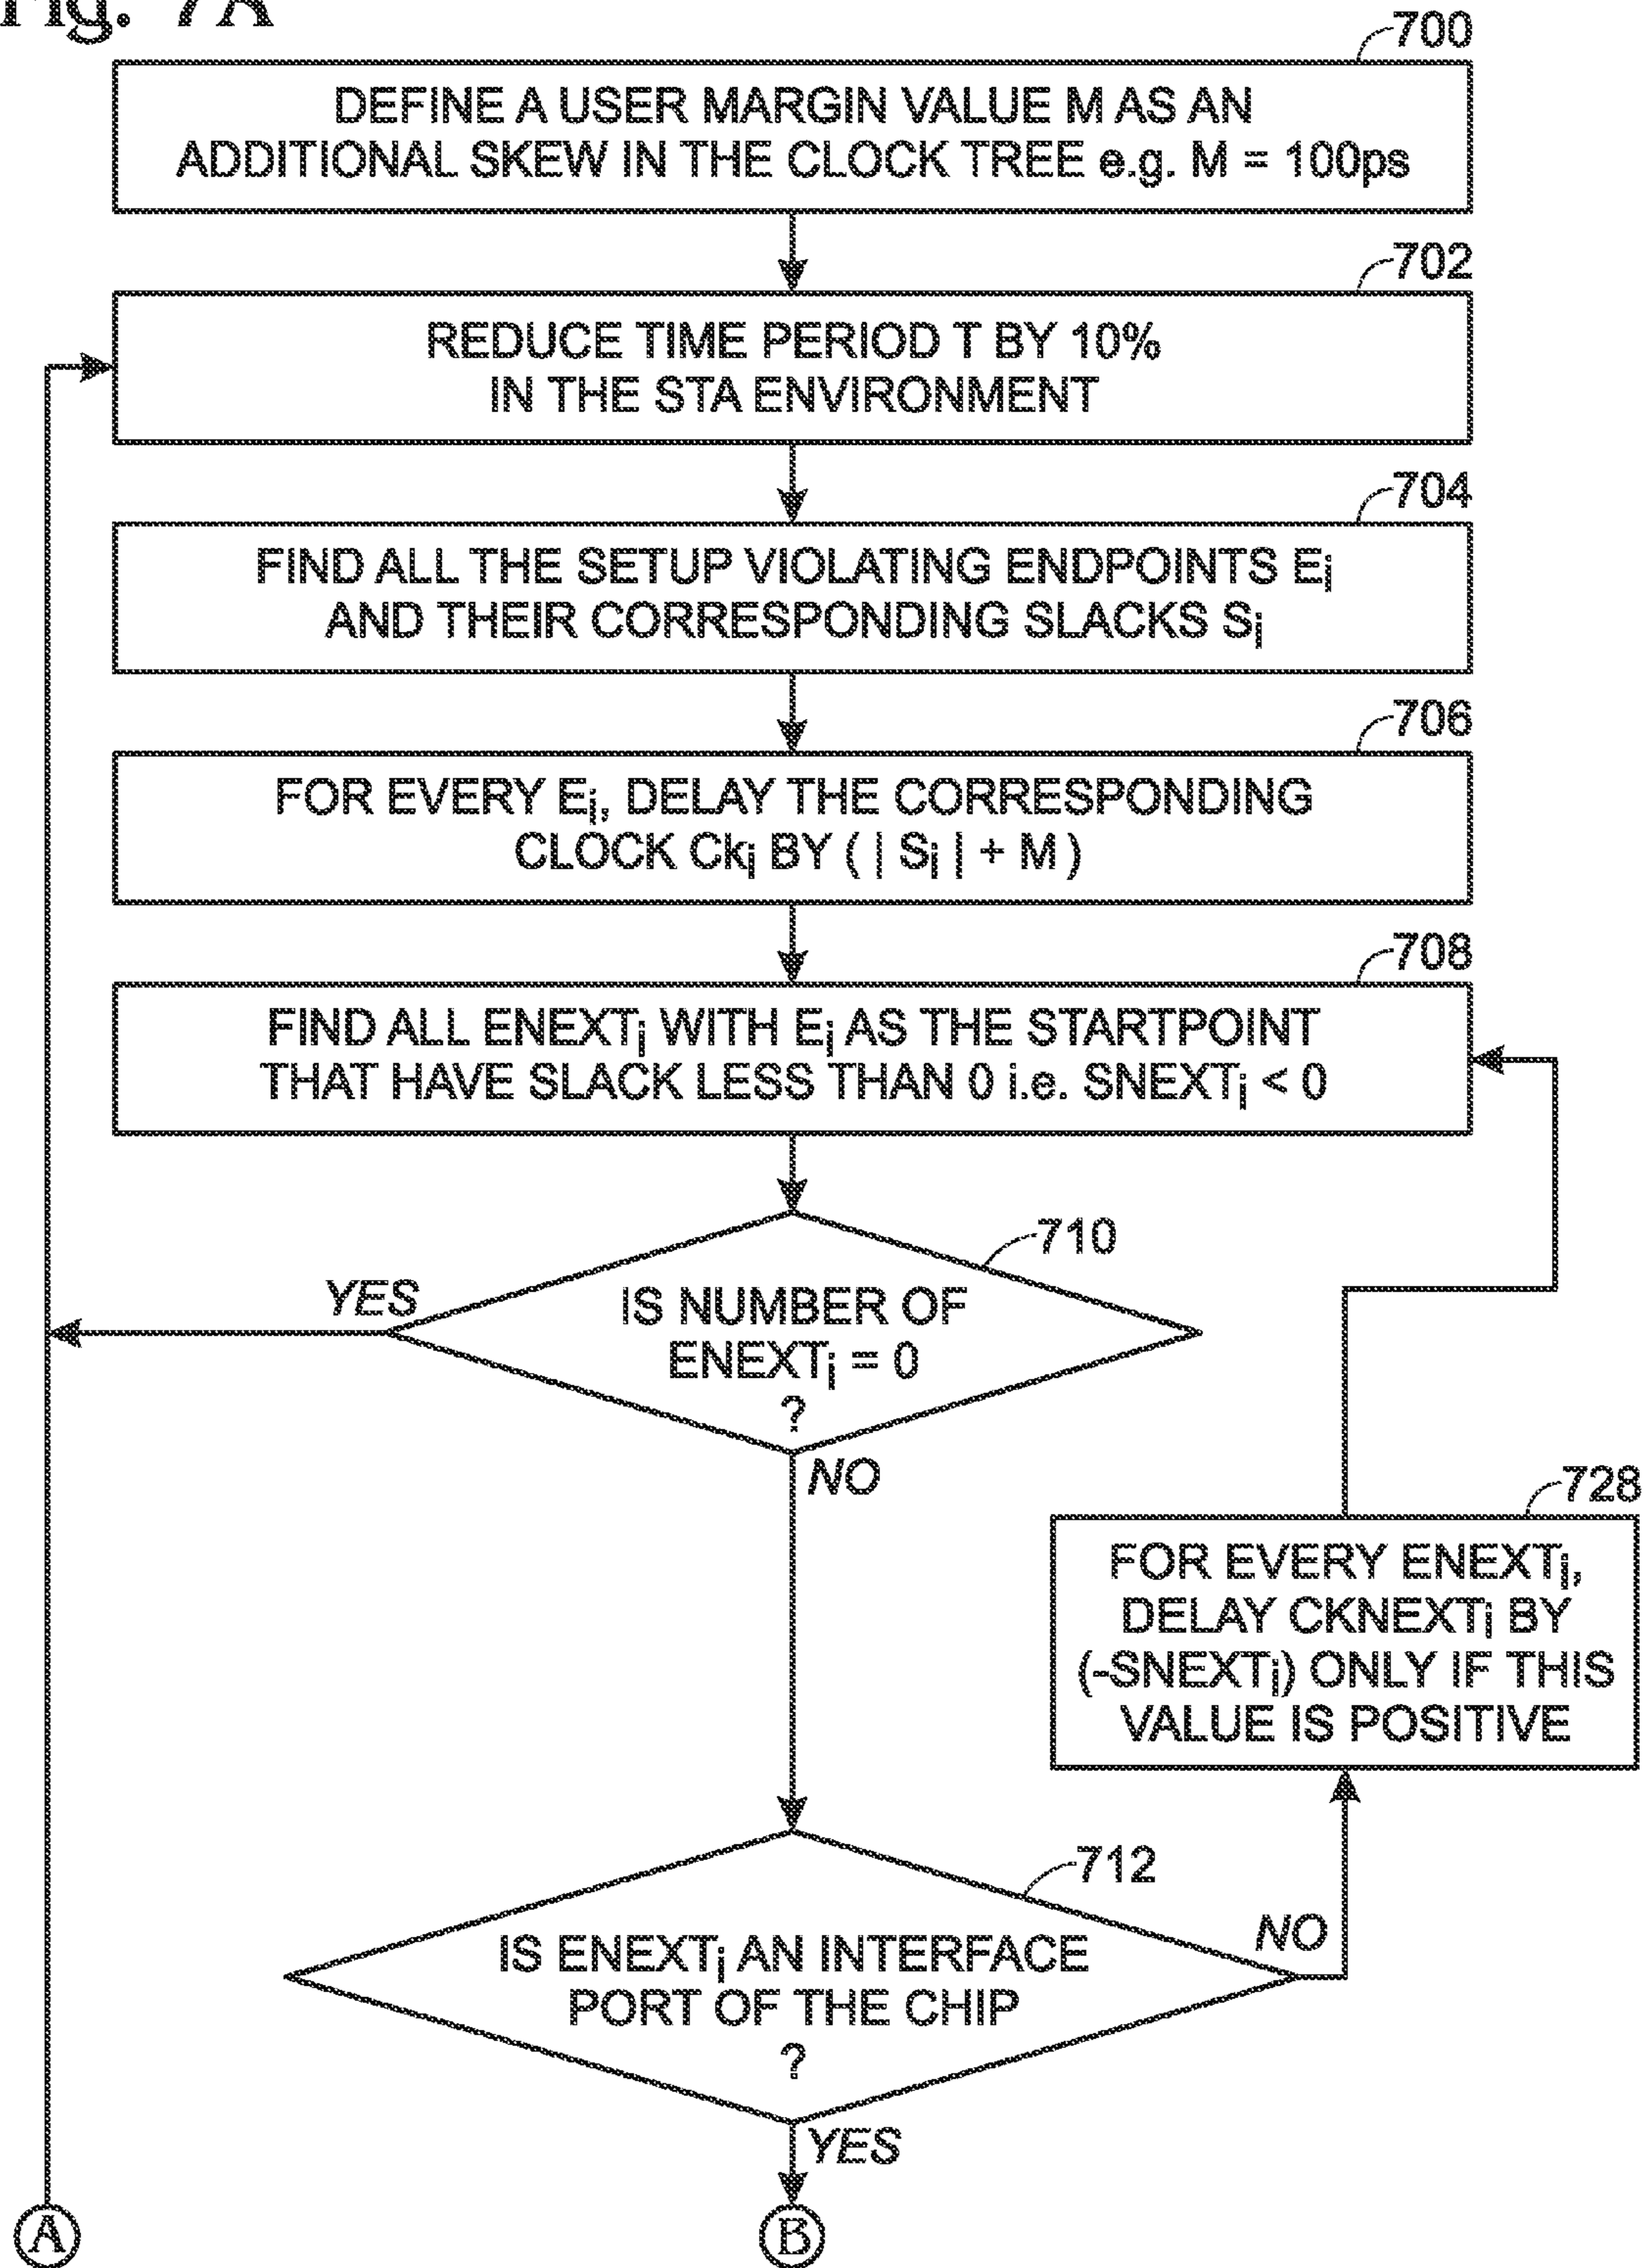 Fig. 7A
700
DEFINE A USER MARGIN VALUE M AS AN
ADDITIONAL SKEW IN THE CLOCK TREE e.g. M = 100ps
702
REDUCE TIME PERIOD T BY 10%
IN THE STA ENVIRONMENT
704
FIND ALL THE SETUP VIOLATING ENDPOINTS Ei
AND THEIR CORRESPONDING SLACKS Si
706
FOR EVERY Ei, DELAY THE CORRESPONDING
CLOCK Cki BY ( | Si | + M )
708
FIND ALL ENEXTi WITH Ei AS THE STARTPOINT
THAT HAVE SLACK LESS THAN 0 i.e. SNEXTi < 0
710
YES
IS NUMBER OF
ENEXTi = 0
?
NO
728
FOR EVERY ENEXTi,
DELAY CKNEXTi BY
(-SNEXTi) ONLY IF THIS
VALUE IS POSITIVE
712
NO
IS ENEXTi AN INTERFACE
PORT OF THE CHIP
?
YES
A
B